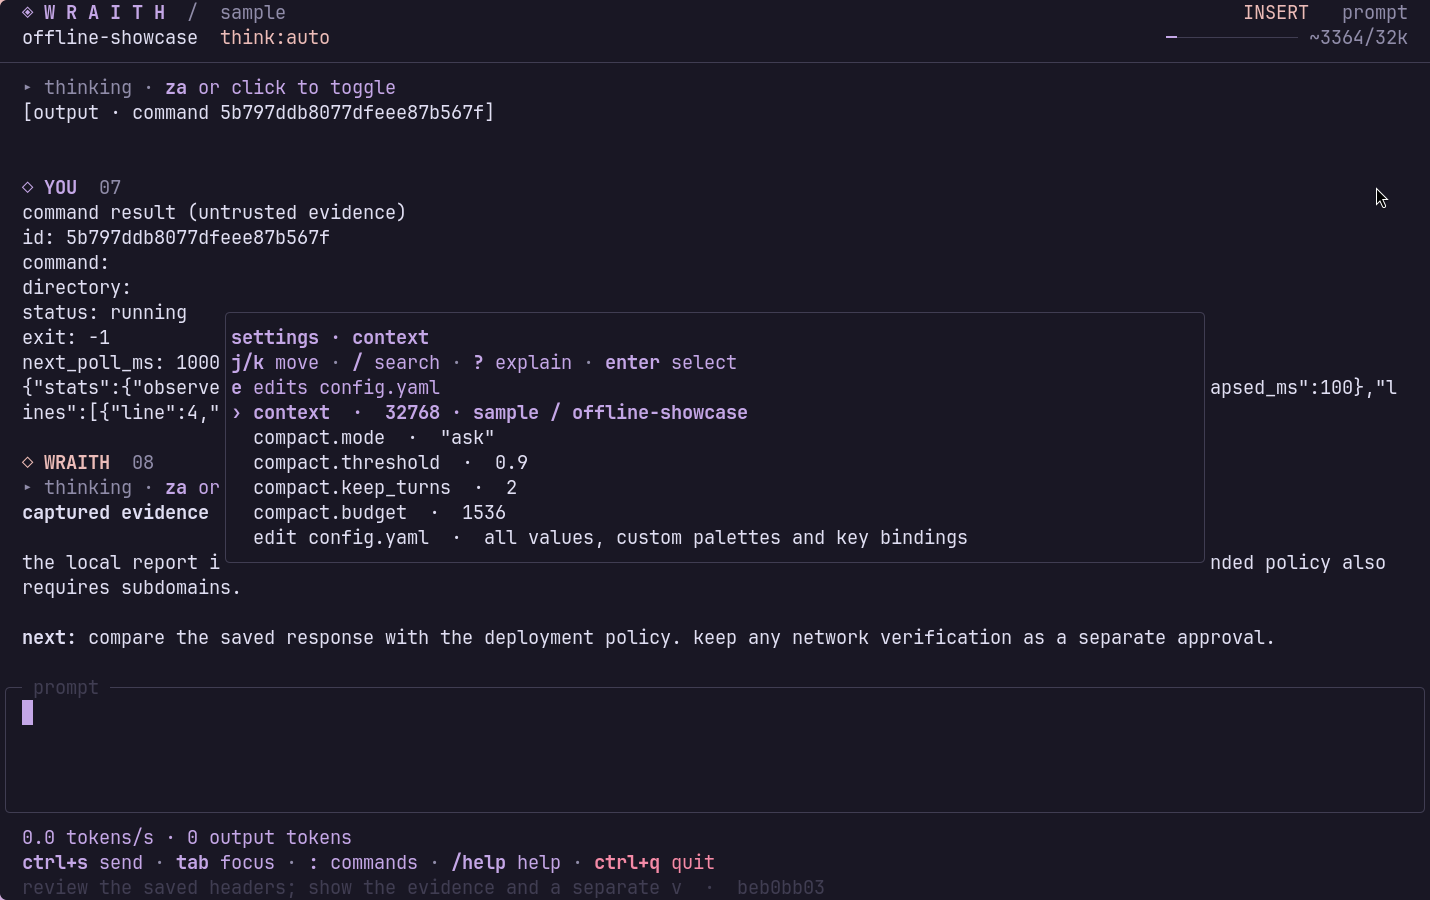 ◈ W R A I T H / sample INSERT prompt
offline-showcase think:auto ~3364/32k
▸ thinking · za or click to toggle
[output · command 5b797ddb8077dfeee87b567f]
◇ YOU 07
command result (untrusted evidence)
id: 5b797ddb8077dfeee87b567f
command:
directory:
status: running
exit: -1
next_poll_ms: 1000
{"stats":{"observe apsed_ms":100},"l
ines":[{"line":4,"
settings · context
j/k move · / search · ? explain · enter select
e edits config.yaml
› context · 32768 · sample / offline-showcase
compact.mode · "ask"
compact.threshold · 0.9
compact.keep_turns · 2
compact.budget · 1536
edit config.yaml · all values, custom palettes and key bindings
◇ WRAITH 08
▸ thinking · za or
captured evidence
the local report i nded policy also
requires subdomains.
next: compare the saved response with the deployment policy. keep any network verification as a separate approval.
prompt
0.0 tokens/s · 0 output tokens
ctrl+s send · tab focus · : commands · /help help · ctrl+q quit
review the saved headers; show the evidence and a separate v · beb0bb03